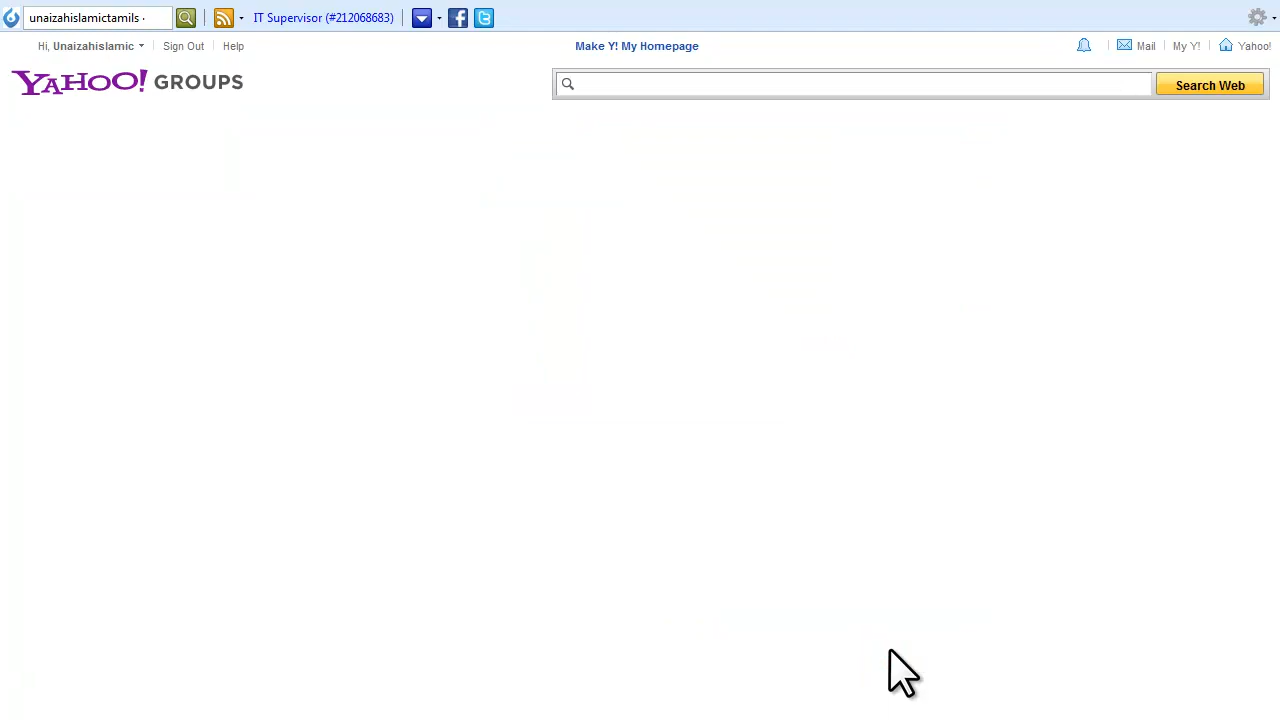 unaizahislamictamils · IT Supervisor (#212068683)
Hi, Unaizahislamic Sign Out Help Make Y! My Homepage Mail My Y! Yahoo!
YAHOO! GROUPS Search Web